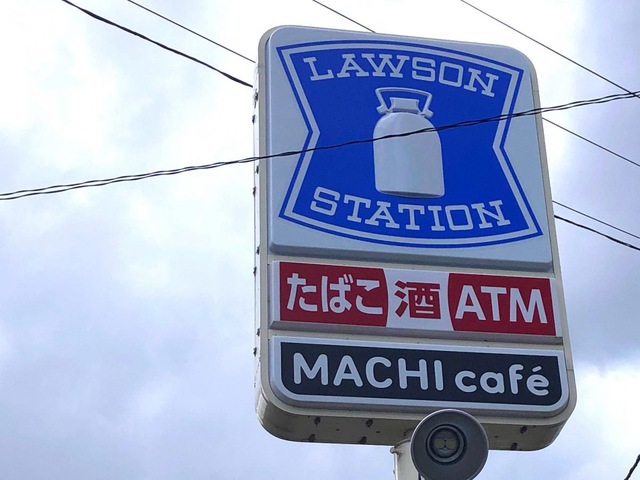 LAWSON
STATION
たばこ 酒 ATM
MACHI café